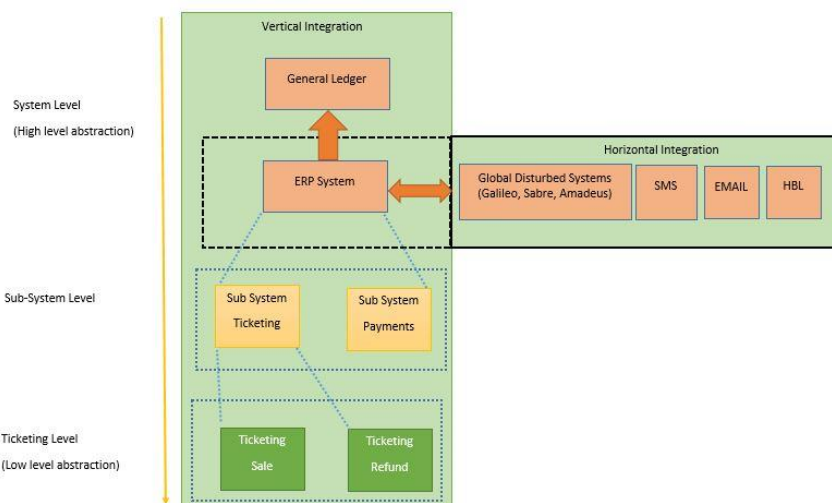 Vertical Integration
General Ledger
System Level
(High level abstraction)
Horizontal Integration
ERP System
Global Disturbed Systems
(Galileo, Sabre, Amadeus)
SMS
EMAIL
HBL
Sub-System Level
Sub System
Ticketing
Sub System
Payments
Ticketing Level
(Low level abstraction)
Ticketing
Sale
Ticketing
Refund